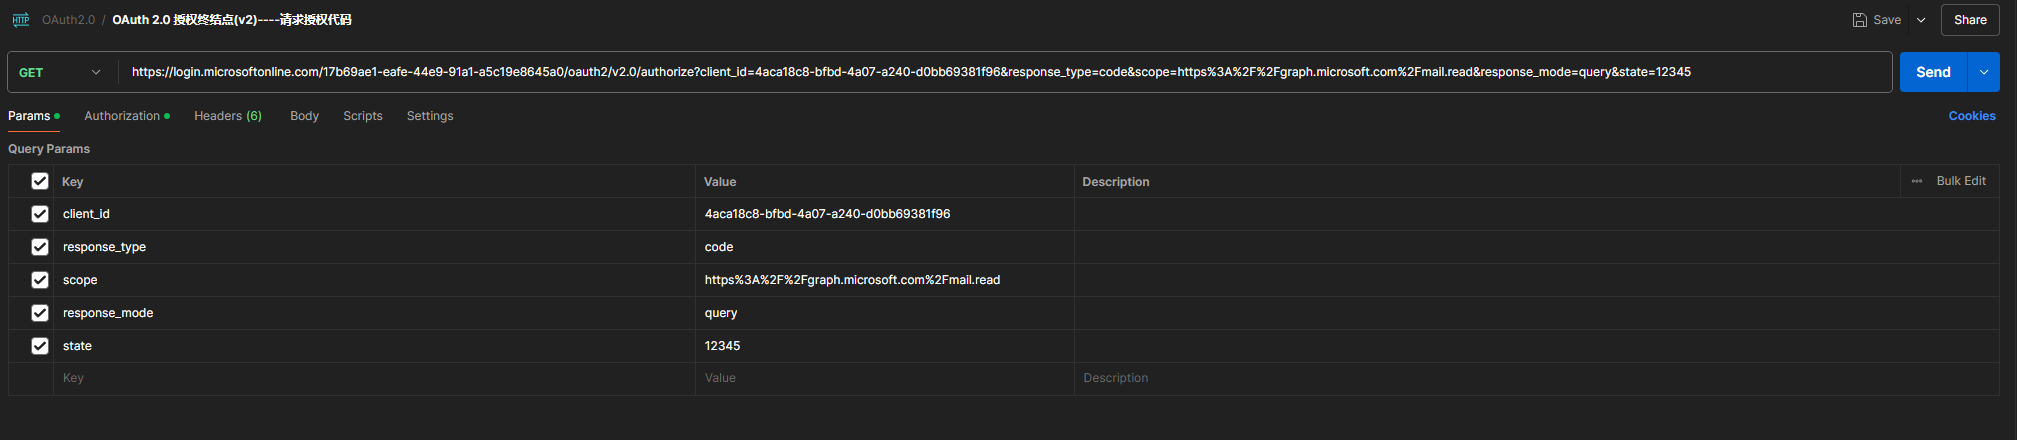 HTTP OAuth2.0 / OAuth 2.0 授权终结点(v2)----请求授权代码 Save Share
GET https://login.microsoftonline.com/17b69ae1-eafe-44e9-91a1-a5c19e8645a0/oauth2/v2.0/authorize?client_id=4aca18c8-bfbd-4a07-a240-d0bb69381f96&response_type=code&scope=https%3A%2F%2Fgraph.microsoft.com%2Fmail.read&response_mode=query&state=12345 Send
Params Authorization Headers (6) Body Scripts Settings Cookies
Query Params
Key Value Description Bulk Edit
client_id 4aca18c8-bfbd-4a07-a240-d0bb69381f96
response_type code
scope https%3A%2F%2Fgraph.microsoft.com%2Fmail.read
response_mode query
state 12345
Key Value Description